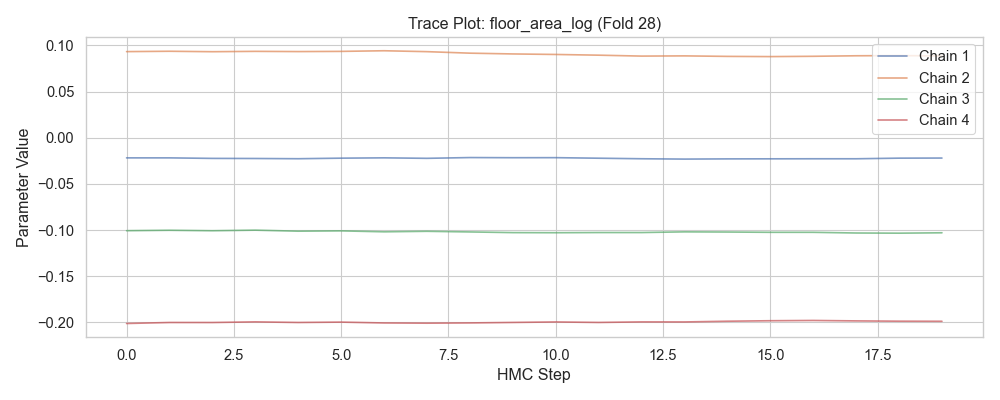 Trace Plot: floor_area_log (Fold 28)
Parameter Value
0.10
0.05
0.00
−0.05
−0.10
−0.15
−0.20
Chain 1
Chain 2
Chain 3
Chain 4
0.0 2.5 5.0 7.5 10.0 12.5 15.0 17.5
HMC Step